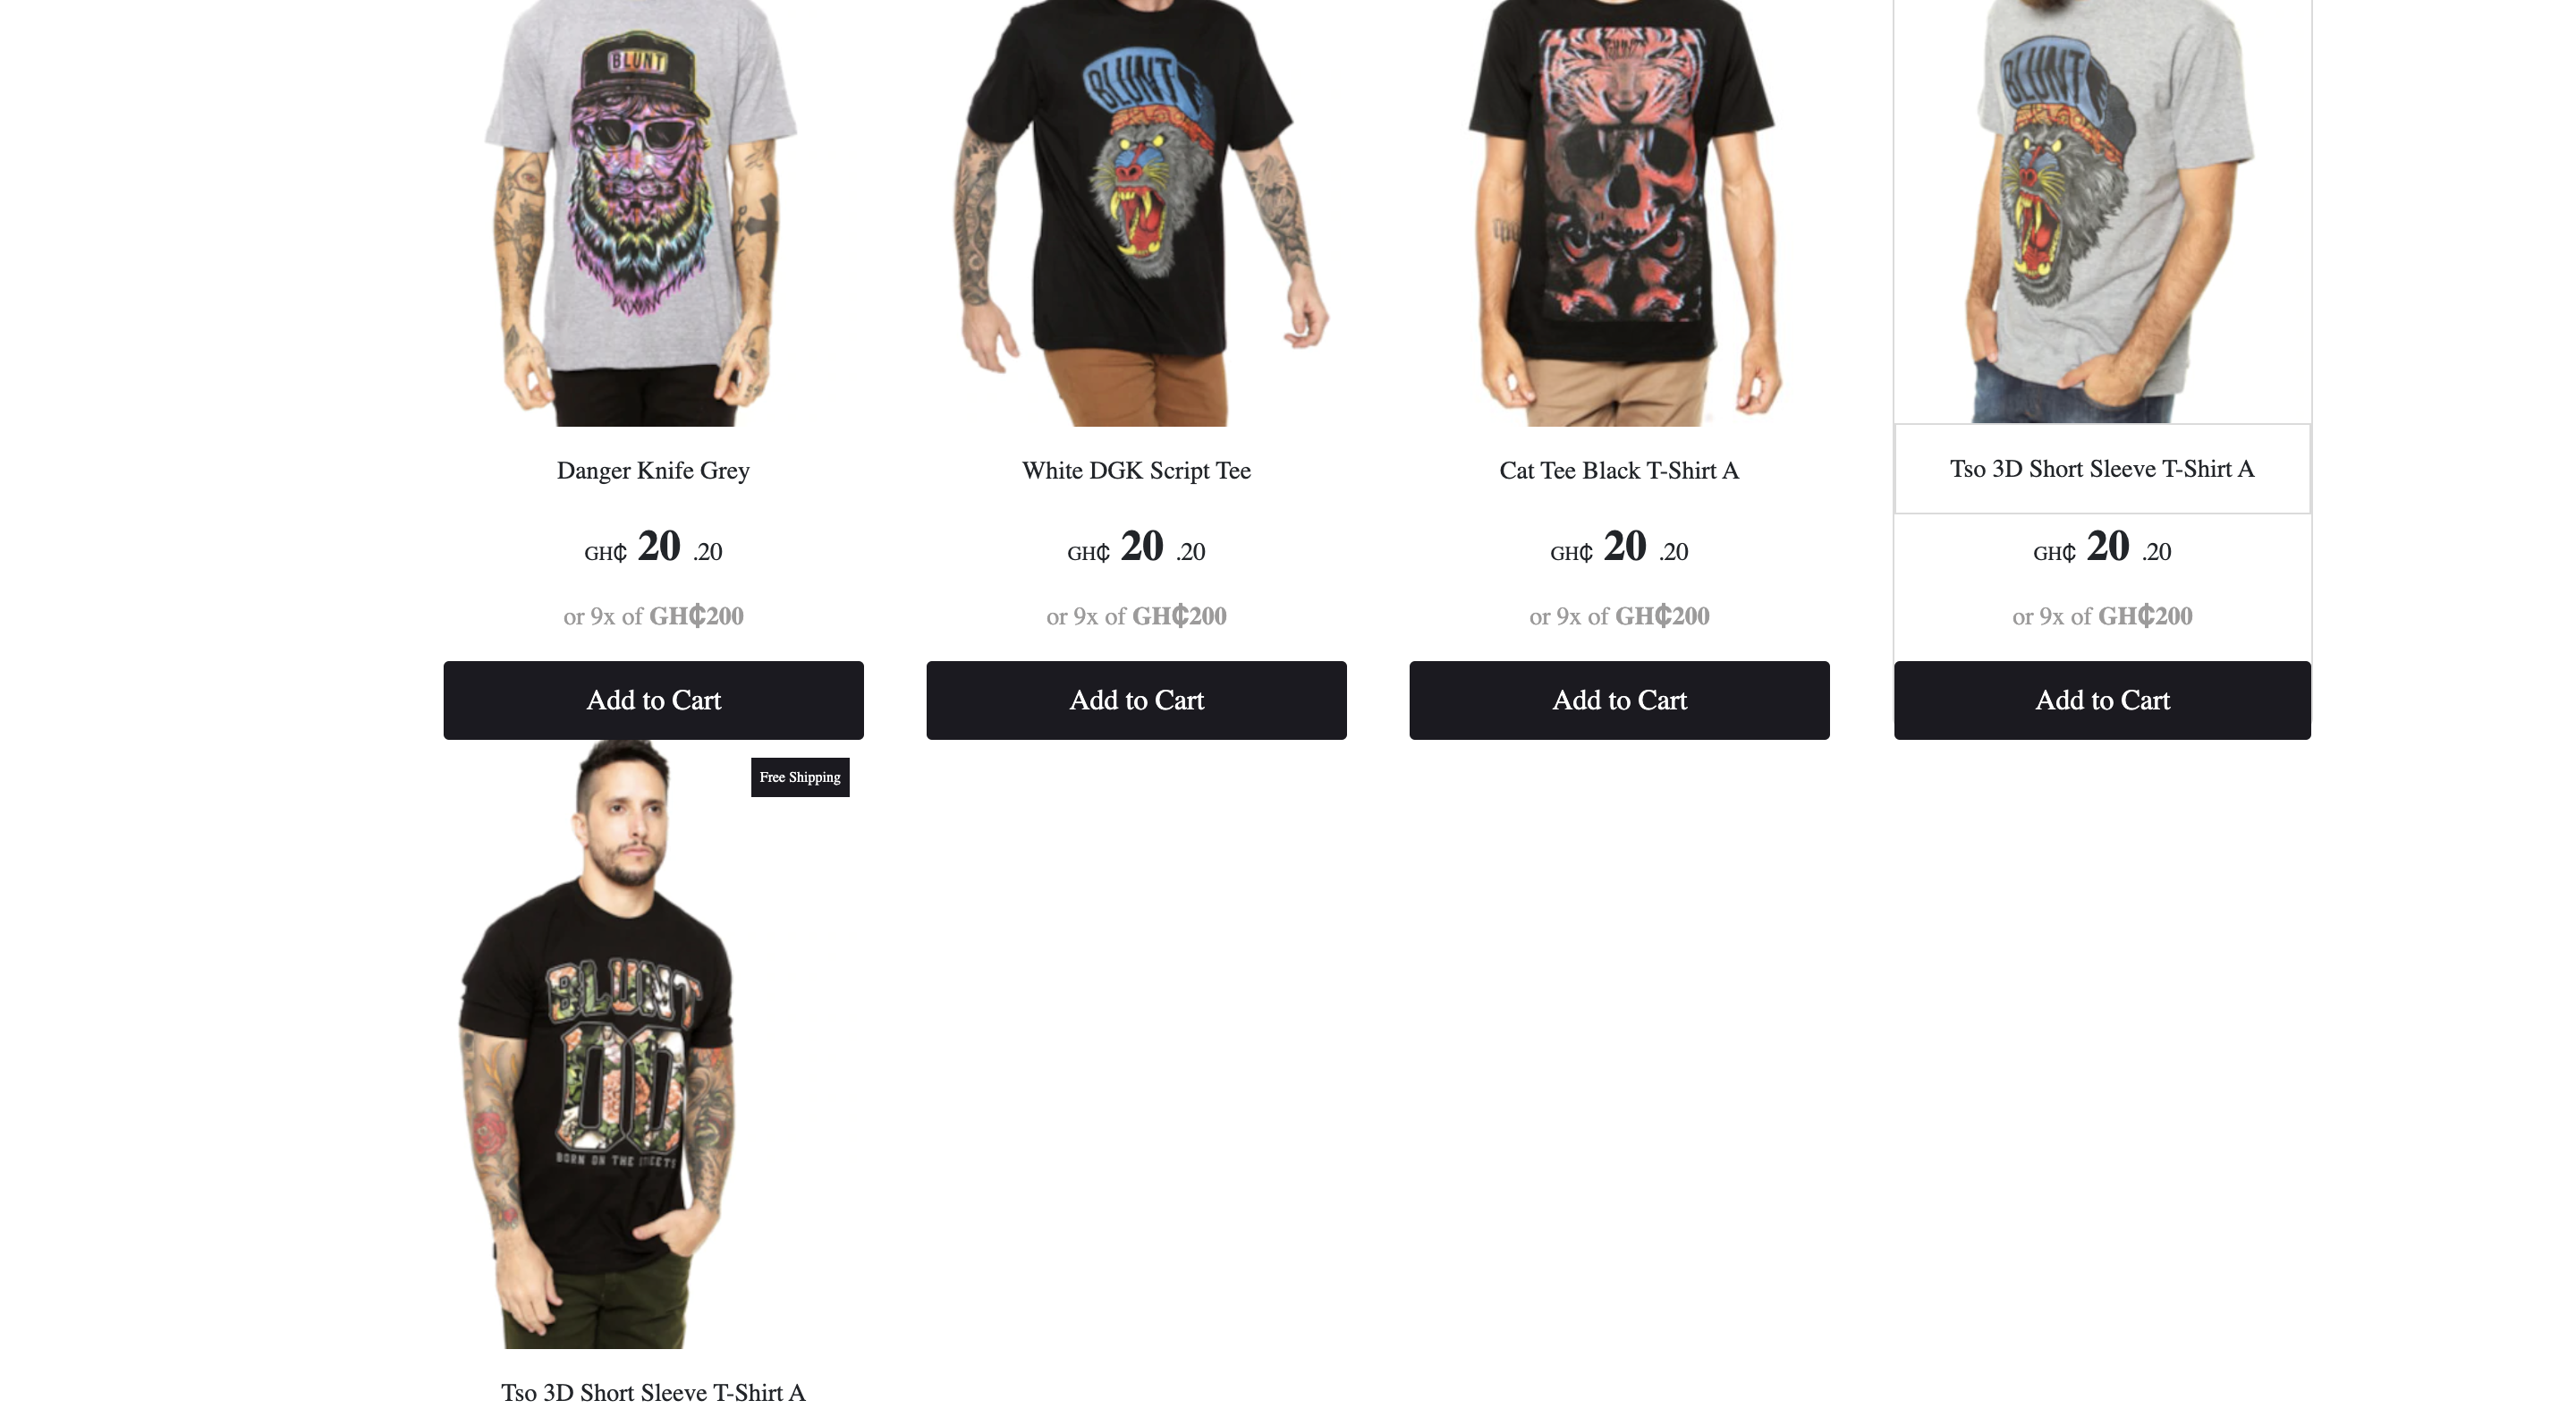 BLUNT
BLUNT
BLUNT
Danger Knife Grey
White DGK Script Tee
Cat Tee Black T-Shirt A
Tso 3D Short Sleeve T-Shirt A
GH₵ 20 .20
GH₵ 20 .20
GH₵ 20 .20
GH₵ 20 .20
or 9x of GH₵200
or 9x of GH₵200
or 9x of GH₵200
or 9x of GH₵200
Add to Cart
Add to Cart
Add to Cart
Add to Cart
Free Shipping
BLUNT
00
BORN ON THE STREETS
Tso 3D Short Sleeve T-Shirt A